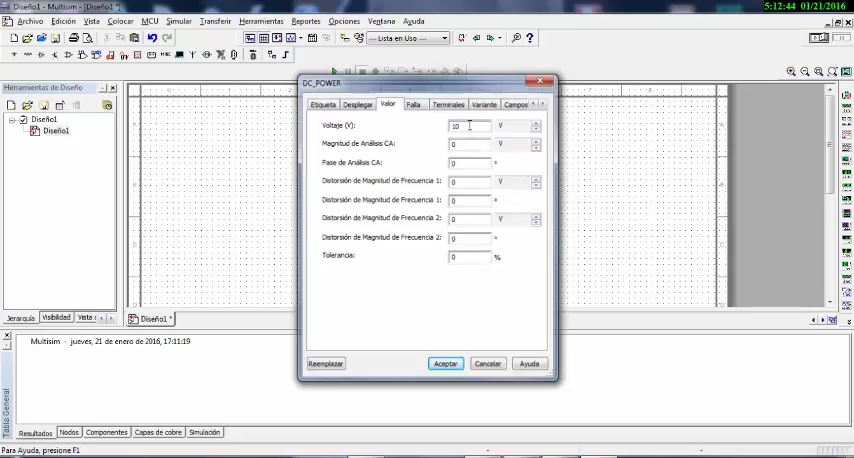 5:12:44 01/21/2016
Diseño1 - Multisim - [Diseño1 *]
Archivo Edición Vista Colocar MCU Simular Transferir Herramientas Reportes Opciones Ventana Ayuda
--- Lista en Uso ---
Herramientas de Diseño
Diseño1
Diseño1
Jerarquía Visibilidad Vista
Diseño1 *
DC_POWER
Etiqueta Desplegar Valor Falla Terminales Variante Campos
Voltaje (V): 10 V
Magnitud de Análisis CA: 0 V
Fase de Análisis CA: 0 °
Distorsión de Magnitud de Frecuencia 1: 0 V
Distorsión de Magnitud de Frecuencia 1: 0 °
Distorsión de Magnitud de Frecuencia 2: 0 V
Distorsión de Magnitud de Frecuencia 2: 0 °
Tolerancia: 0 %
Reemplazar Aceptar Cancelar Ayuda
Multisim - jueves, 21 de enero de 2016, 17:11:19
Tabla General
Resultados Nodos Componentes Capas de cobre Simulación
Para Ayuda, presione F1